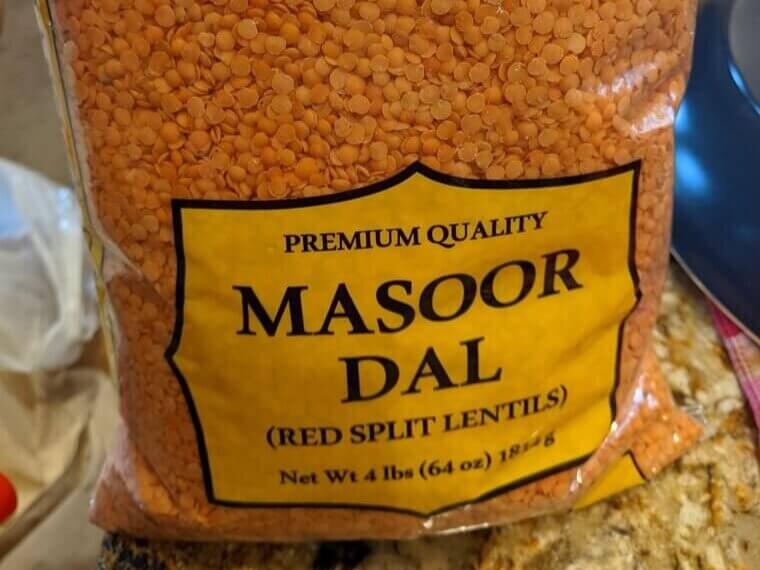 PREMIUM QUALITY
MASOOR
DAL
(RED SPLIT LENTILS)
Net Wt 4 lbs (64 oz)